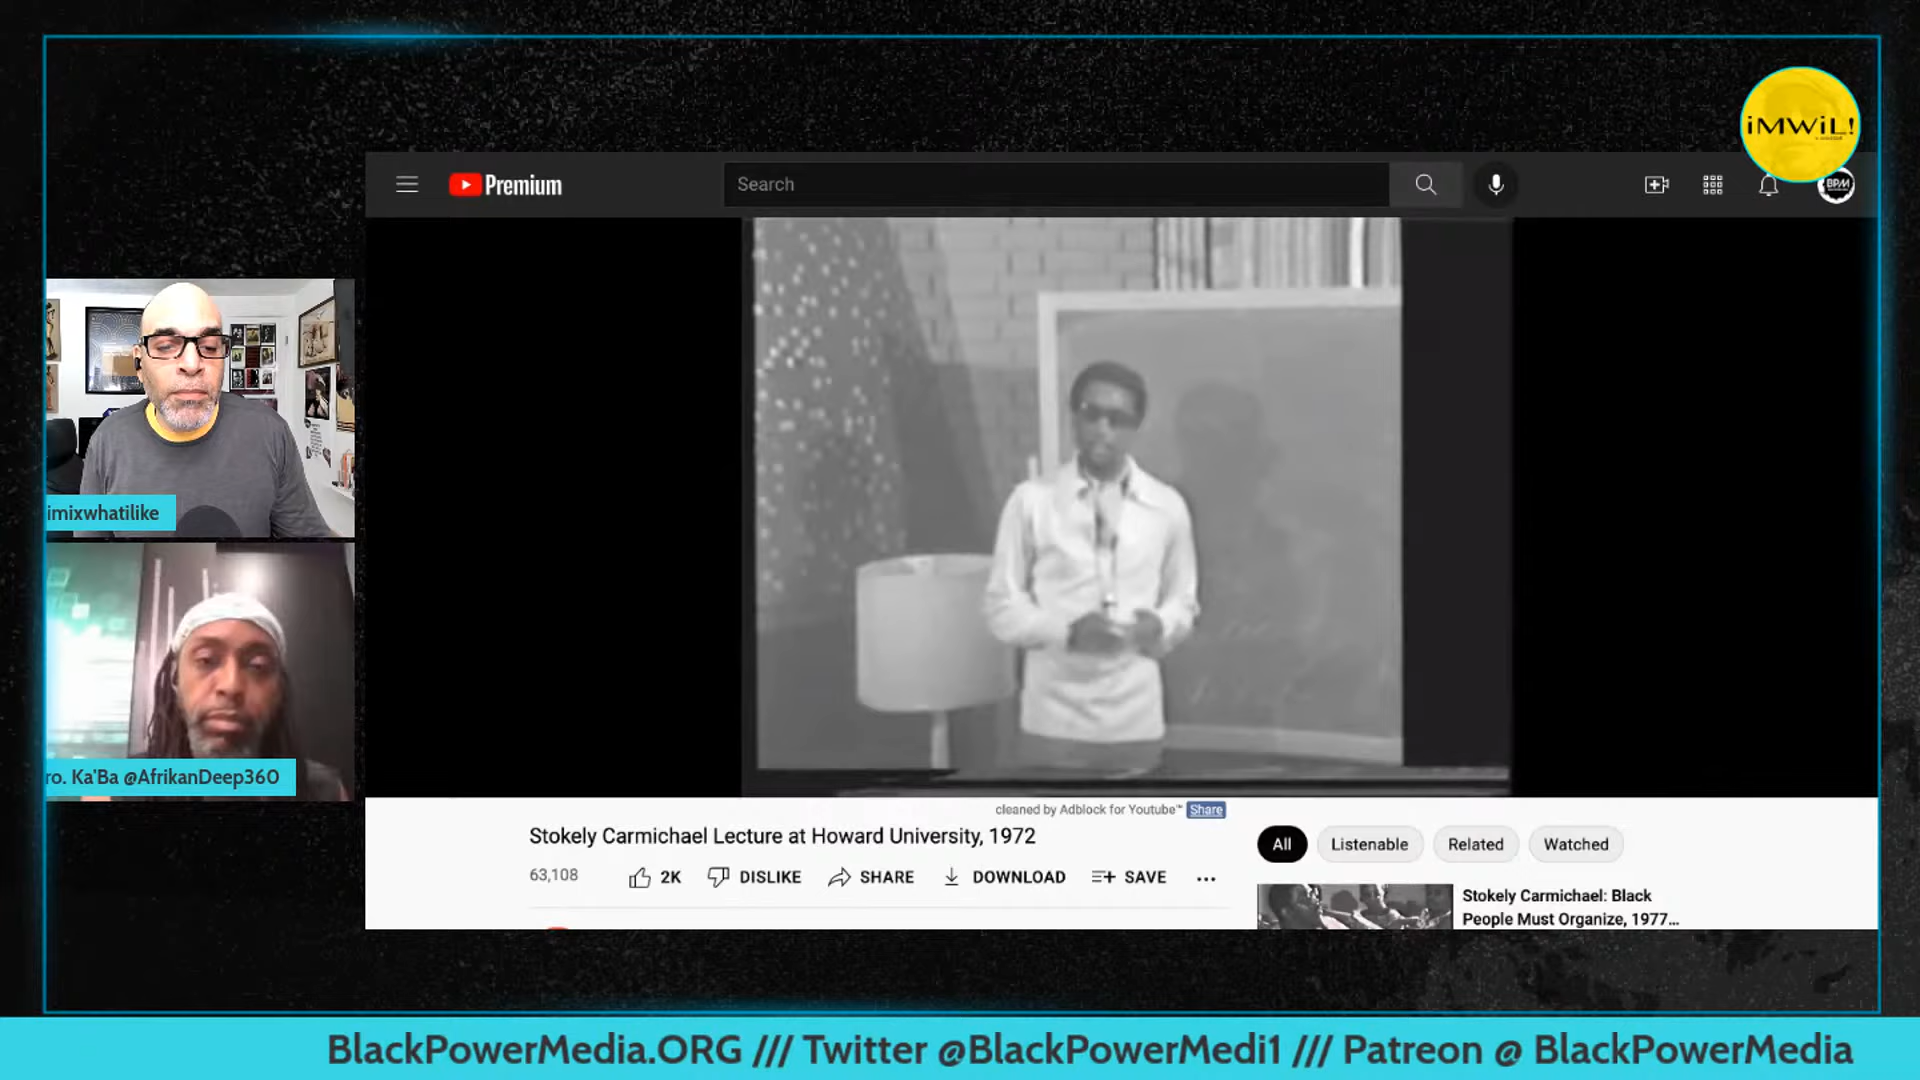 iMWiL!
Premium
Search
BPM
imixwhatilike
ro. Ka'Ba @AfrikanDeep360
cleaned by Adblock for Youtube™ Share
Stokely Carmichael Lecture at Howard University, 1972
63,108
2K
DISLIKE
SHARE
DOWNLOAD
SAVE
All
Listenable
Related
Watched
Stokely Carmichael: Black
People Must Organize, 1977...
BlackPowerMedia.ORG /// Twitter @BlackPowerMedi1 /// Patreon @ BlackPowerMedia